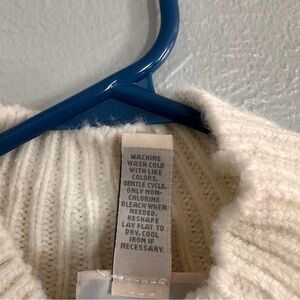 MACHINE
WASH COLD
WITH LIKE
COLORS,
GENTLE CYCLE.
ONLY NON-
CHLORINE
BLEACH WHEN
NEEDED.
RESHAPE
LAY FLAT TO
DRY, COOL
IRON IF
NECESSARY.